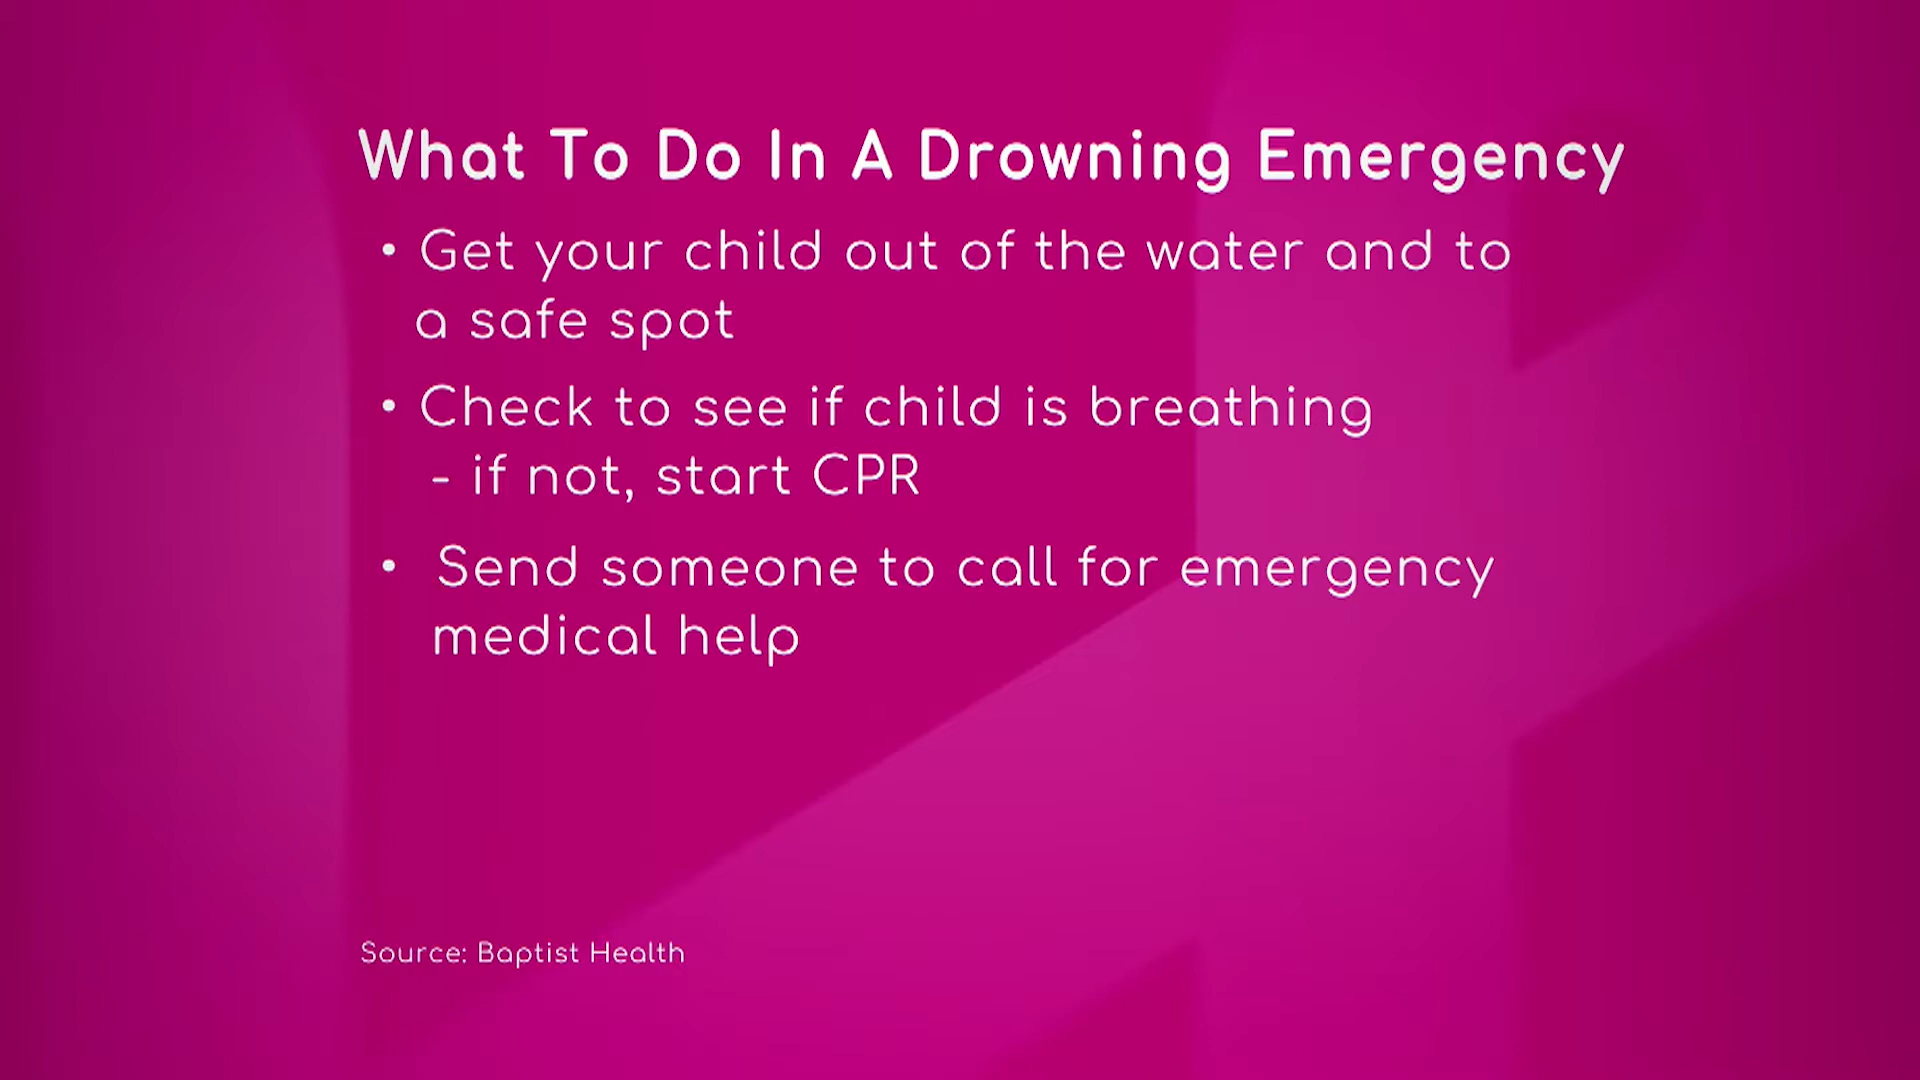 What To Do In A Drowning Emergency
• Get your child out of the water and to
a safe spot
• Check to see if child is breathing
- if not, start CPR
• Send someone to call for emergency
medical help
Source: Baptist Health